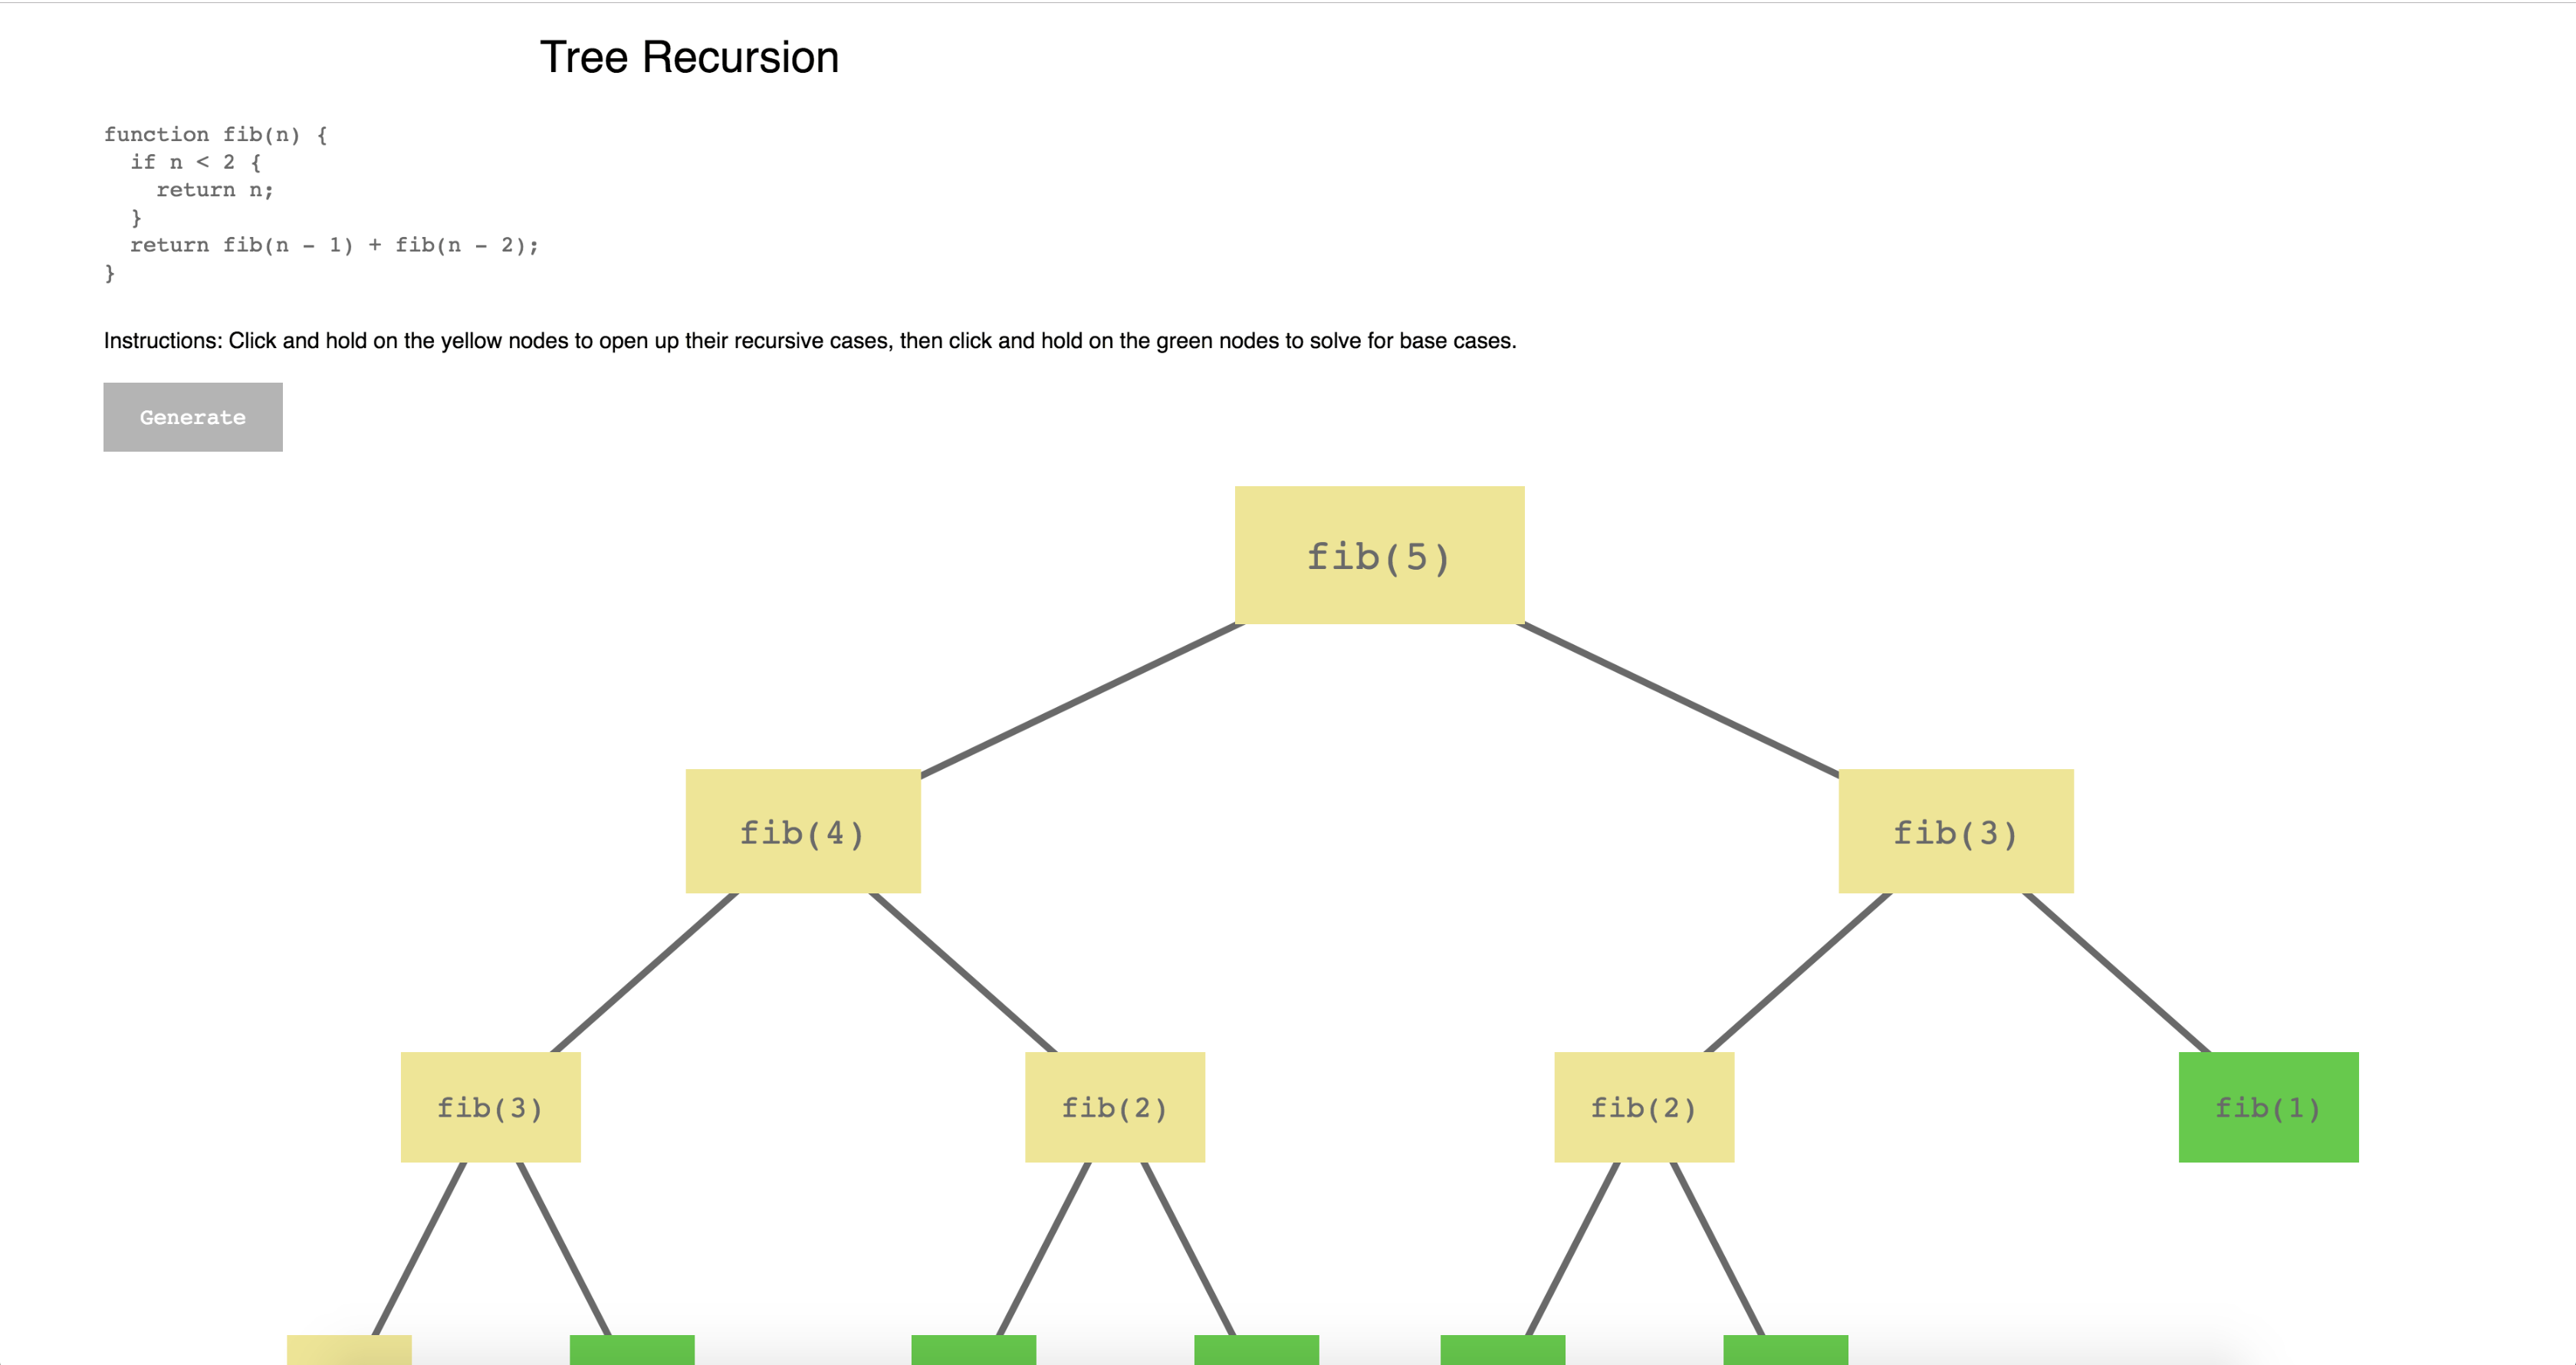 Tree Recursion
function fib(n) {
  if n < 2 {
    return n;
  }
  return fib(n - 1) + fib(n - 2);
}
Instructions: Click and hold on the yellow nodes to open up their recursive cases, then click and hold on the green nodes to solve for base cases.
Generate
fib(5)
fib(4)
fib(3)
fib(3)
fib(2)
fib(2)
fib(1)